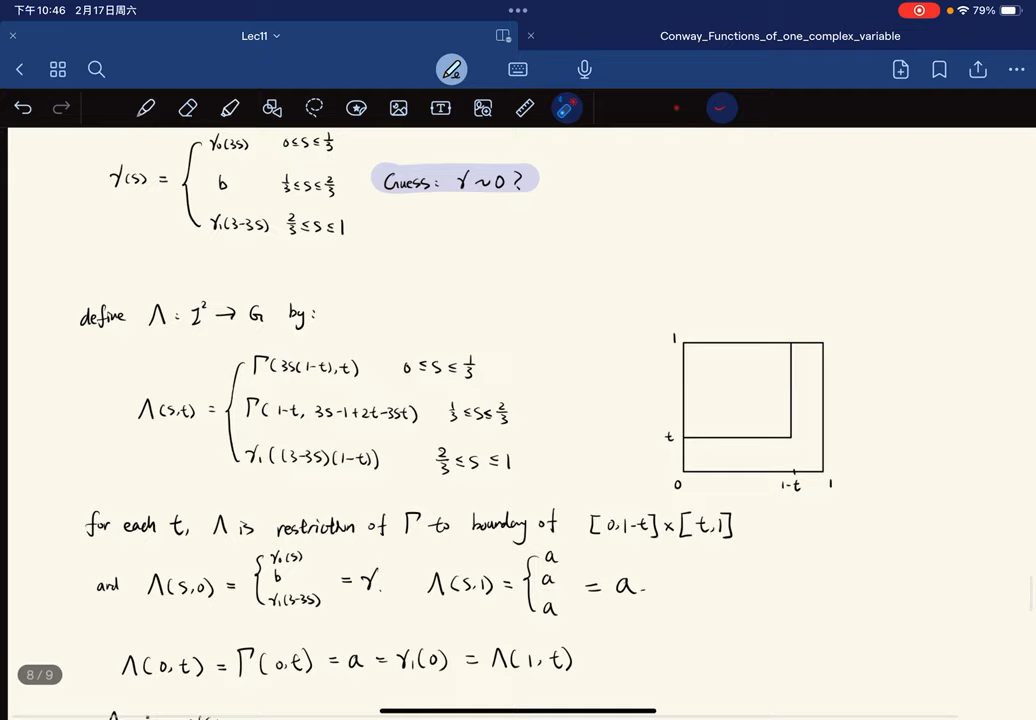 下午10:46 2月17日周六
79%
Lec11
Conway_Functions_of_one_complex_variable
γ(s) = { γ₀(3s) 0≤s≤1/3
b 1/3≤s≤2/3
γ₁(3-3s) 2/3≤s≤1
Guess: γ~0?
define Λ: I² → G by:
Λ(s,t) = { Γ(3s(1-t),t) 0≤s≤1/3
Γ(1-t, 3s-1+2t-3st) 1/3≤s≤2/3
γ₁((3-3s)(1-t)) 2/3≤s≤1
1
t
0 1-t 1
for each t, Λ is restriction of Γ to boundary of [0,1-t]×[t,1]
and Λ(s,0) = { γ₀(s) b γ₁(3-3s) = γ. Λ(s,1) = { a a a = a.
Λ(0,t) = Γ(0,t) = a = γ₁(0) = Λ(1,t)
8/9